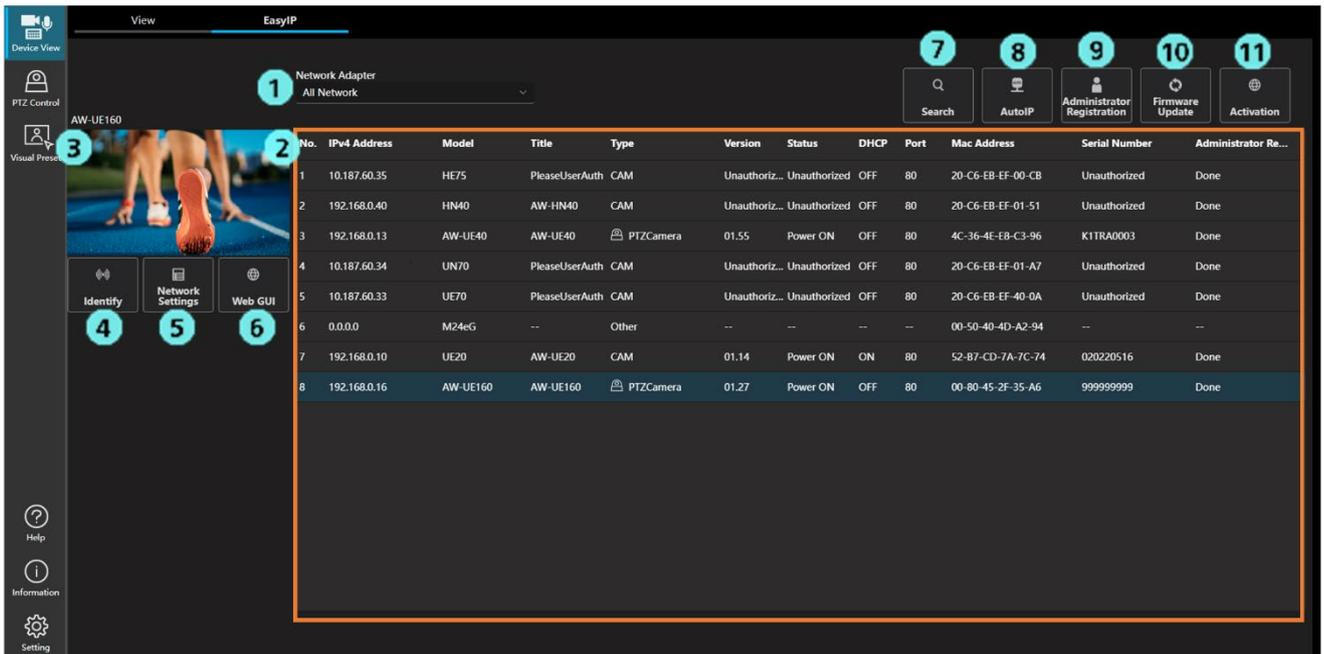 View EasyIP
Device View
PTZ Control
Visual Preset
Help
Information
Setting
1 Network Adapter
All Network
7 8 9 10 11
Search AutoIP Administrator Registration Firmware Update Activation
AW-UE160
3
Identify Network Settings Web GUI
4 5 6
2
No. IPv4 Address Model Title Type Version Status DHCP Port Mac Address Serial Number Administrator Re...
1 10.187.60.35 HE75 PleaseUserAuth CAM Unauthoriz... Unauthorized OFF 80 20-C6-EB-EF-00-CB Unauthorized Done
2 192.168.0.40 HN40 AW-HN40 CAM Unauthoriz... Unauthorized OFF 80 20-C6-EB-EF-01-51 Unauthorized Done
3 192.168.0.13 AW-UE40 AW-UE40 PTZCamera 01.55 Power ON OFF 80 4C-36-4E-E8-C3-96 K1TRA0003 Done
4 10.187.60.34 UN70 PleaseUserAuth CAM Unauthoriz... Unauthorized OFF 80 20-C6-EB-EF-01-A7 Unauthorized Done
5 10.187.60.33 UE70 PleaseUserAuth CAM Unauthoriz... Unauthorized OFF 80 20-C6-EB-EF-40-0A Unauthorized Done
6 0.0.0.0 M24eG -- Other -- -- -- -- 00-50-40-4D-A2-94 -- --
7 192.168.0.10 UE20 AW-UE20 CAM 01.14 Power ON ON 80 52-B7-CD-7A-7C-74 020220516 Done
8 192.168.0.16 AW-UE160 AW-UE160 PTZCamera 01.27 Power ON OFF 80 00-80-45-2F-35-A6 999999999 Done